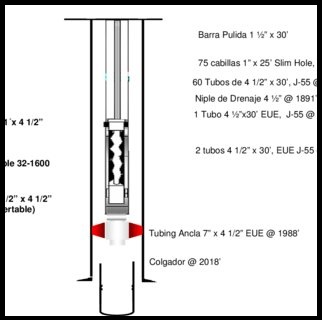 Barra Pulida 1 ½" x 30'
75 cabillas 1" x 25' Slim Hole,
60 Tubos de 4 1/2" x 30', J-55 @
Niple de Drenaje 4 ½" @ 1891'
1 Tubo 4 ½"x30' EUE, J-55 @
x 4 1/2"
2 tubos 4 1/2" x 30', EUE J-55
32-1600
/2" x 4 1/2"
ertable)
Tubing Ancla 7" x 4 1/2" EUE @ 1988'
Colgador @ 2018'